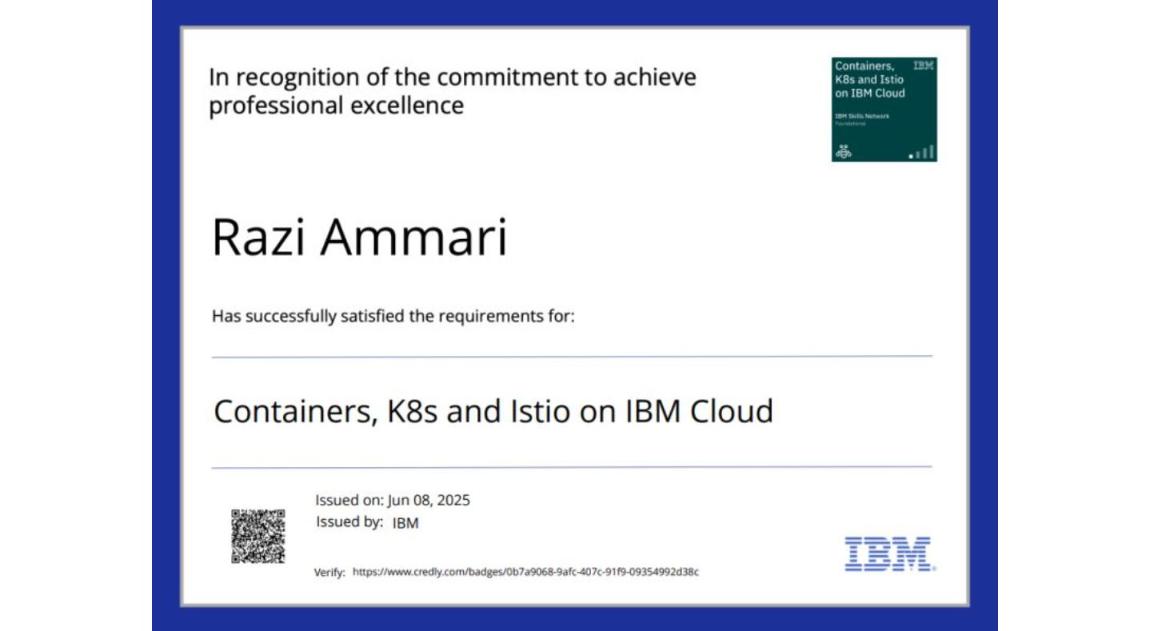 In recognition of the commitment to achieve
professional excellence
Containers,
K8s and Istio
on IBM Cloud
IBM
IBM Skills Network
Foundational
Razi Ammari
Has successfully satisfied the requirements for:
Containers, K8s and Istio on IBM Cloud
Issued on: Jun 08, 2025
Issued by: IBM
Verify: https://www.credly.com/badges/0b7a9068-9afc-407c-91f9-09354992d38c
IBM.